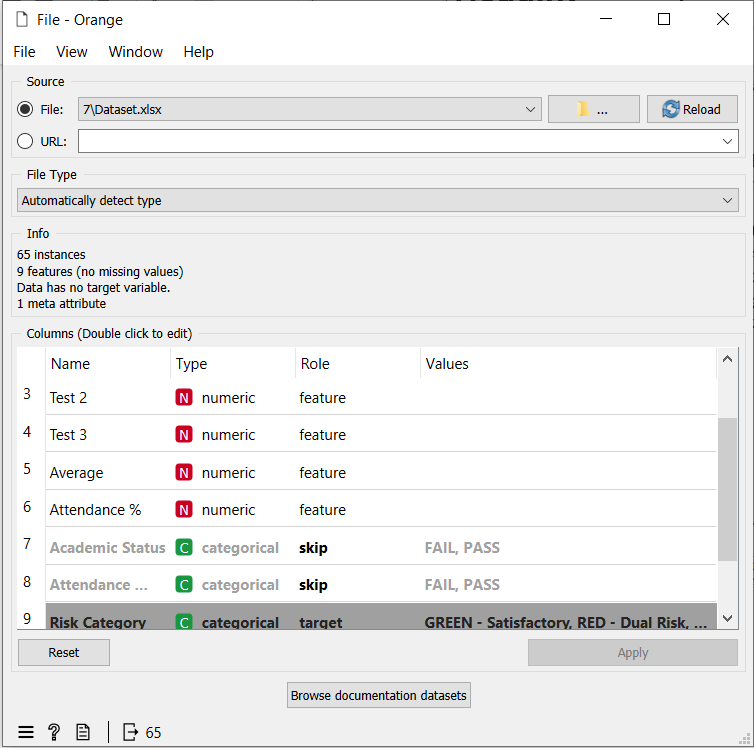 File - Orange
File View Window Help
Source
File: 7\Dataset.xlsx ... Reload
URL:
File Type
Automatically detect type
Info
65 instances
9 features (no missing values)
Data has no target variable.
1 meta attribute
Columns (Double click to edit)
Name Type Role Values
3 Test 2 N numeric feature
4 Test 3 N numeric feature
5 Average N numeric feature
6 Attendance % N numeric feature
7 Academic Status C categorical skip FAIL, PASS
8 Attendance ... C categorical skip FAIL, PASS
9 Risk Category C categorical target GREEN - Satisfactory, RED - Dual Risk, ...
Reset Apply
Browse documentation datasets
? 65